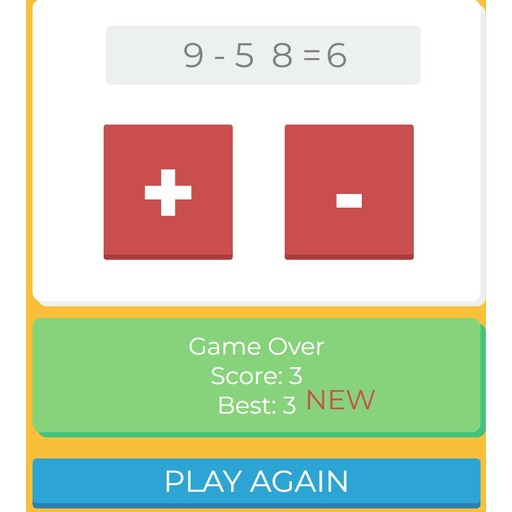 9 - 5 8 = 6
+ -
Game Over
Score: 3
Best: 3 NEW
PLAY AGAIN